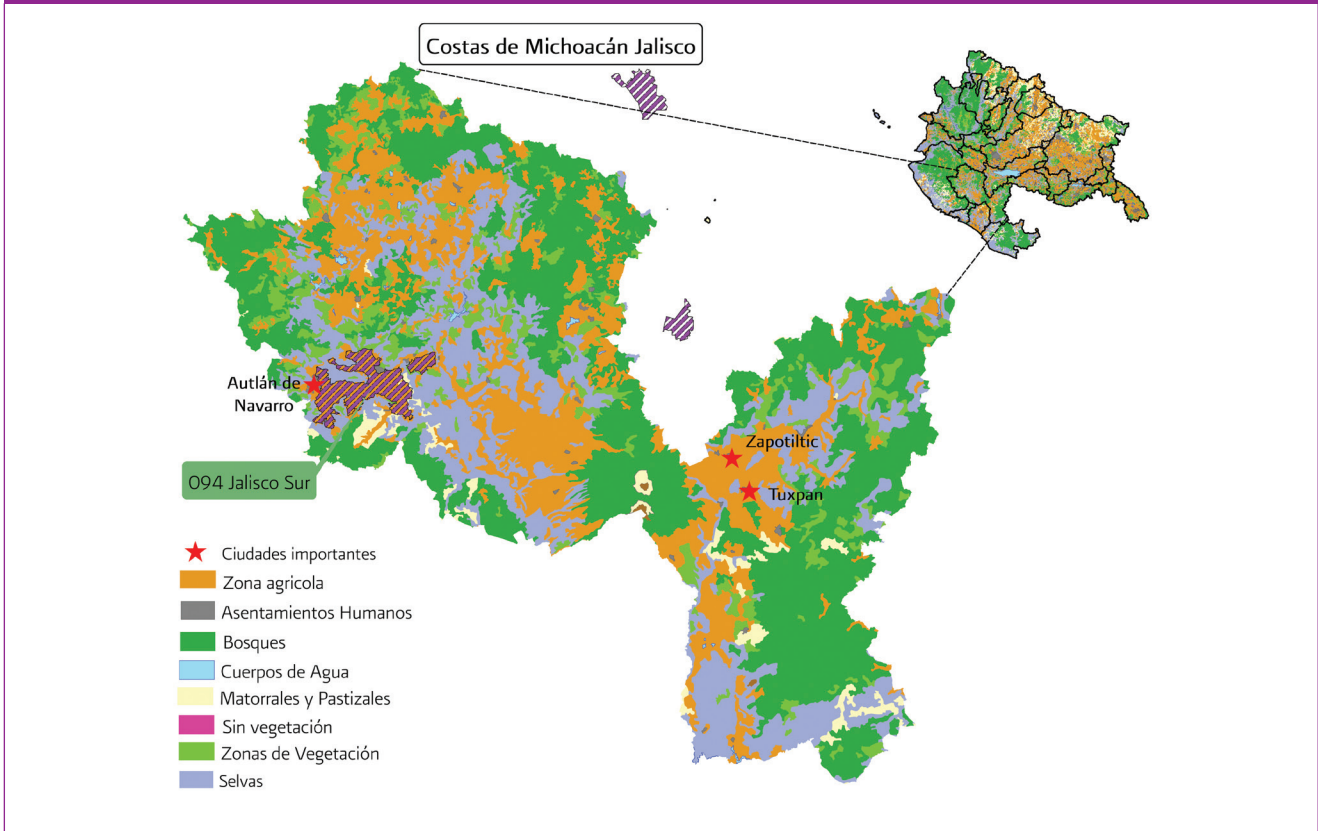 Costas de Michoacán Jalisco
Autlán de
Navarro
Zapotiltic
Tuxpan
094 Jalisco Sur
Ciudades importantes
Zona agricola
Asentamientos Humanos
Bosques
Cuerpos de Agua
Matorrales y Pastizales
Sin vegetación
Zonas de Vegetación
Selvas